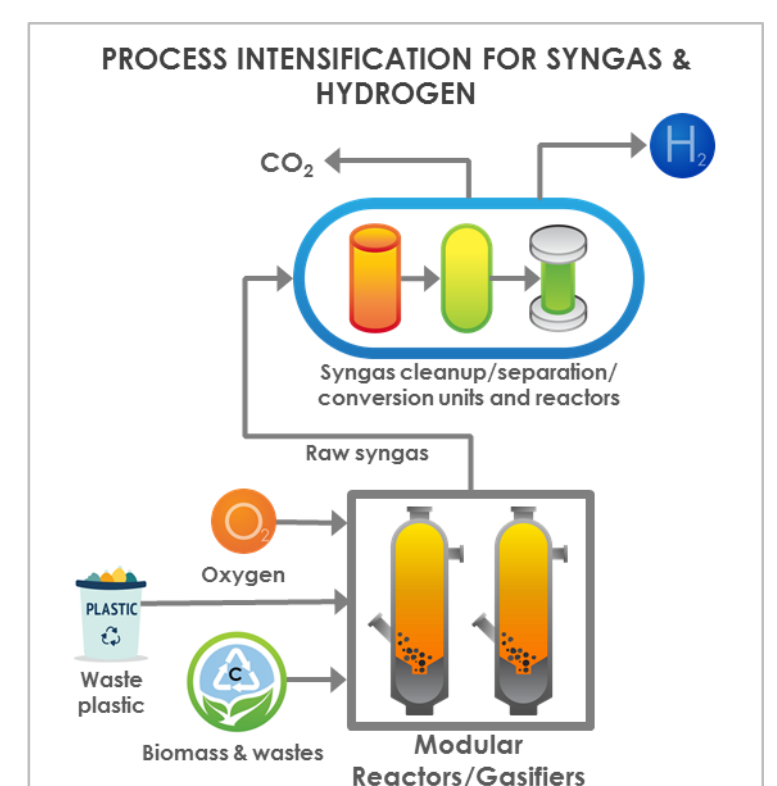 PROCESS INTENSIFICATION FOR SYNGAS &
HYDROGEN
CO₂
H₂
Syngas cleanup/separation/
conversion units and reactors
Raw syngas
O₂
Oxygen
PLASTIC
Waste
plastic
C
Biomass & wastes
Modular
Reactors/Gasifiers